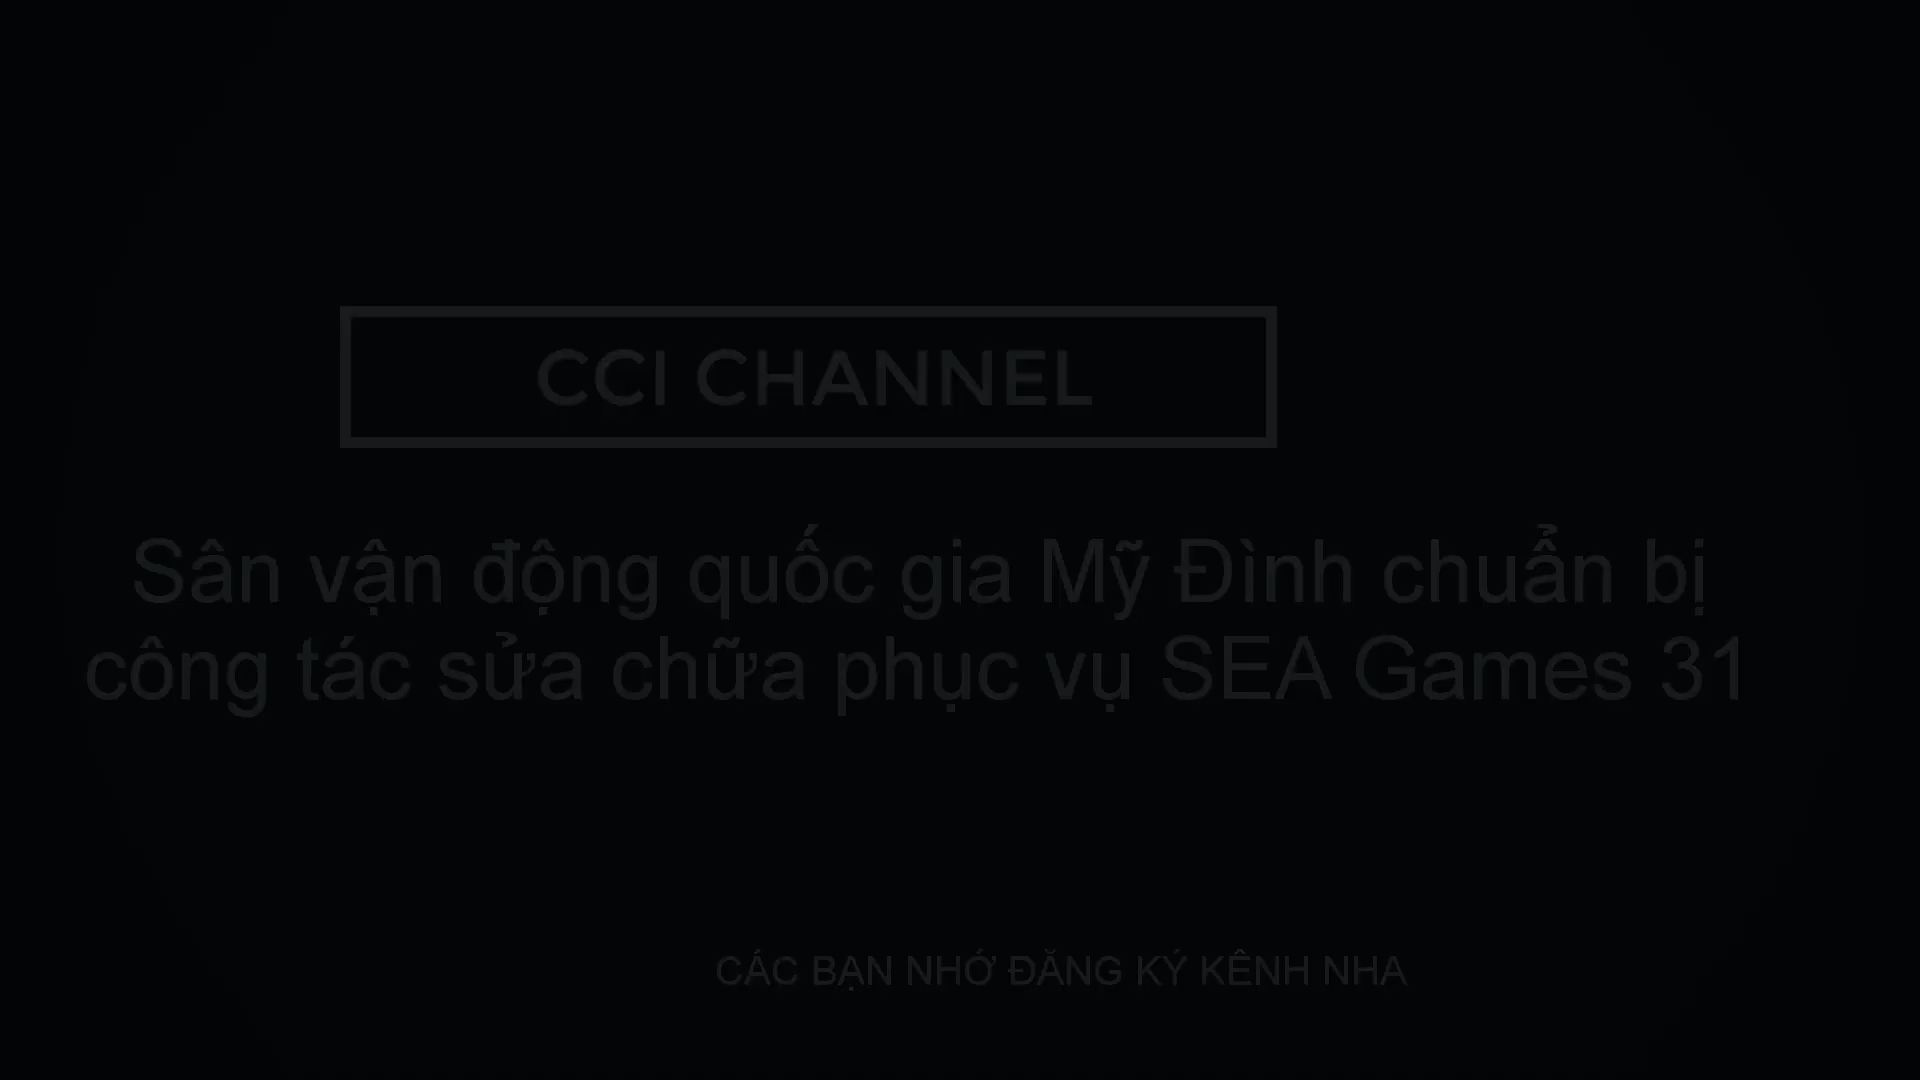 CCI CHANNEL
Sân vận động quốc gia Mỹ Đình chuẩn bị
công tác sửa chữa phục vụ SEA Games 31
CÁC BẠN NHỚ ĐĂNG KÝ KÊNH NHA